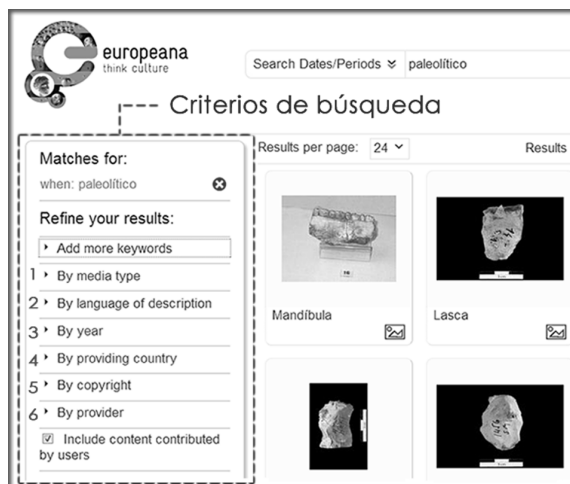 europeana
think culture
Search Dates/Periods paleolítico
Criterios de búsqueda
Matches for:
when: paleolítico
Refine your results:
Add more keywords
1 By media type
2 By language of description
3 By year
4 By providing country
5 By copyright
6 By provider
Include content contributed
by users
Results per page: 24 Results
Mandíbula
Lasca